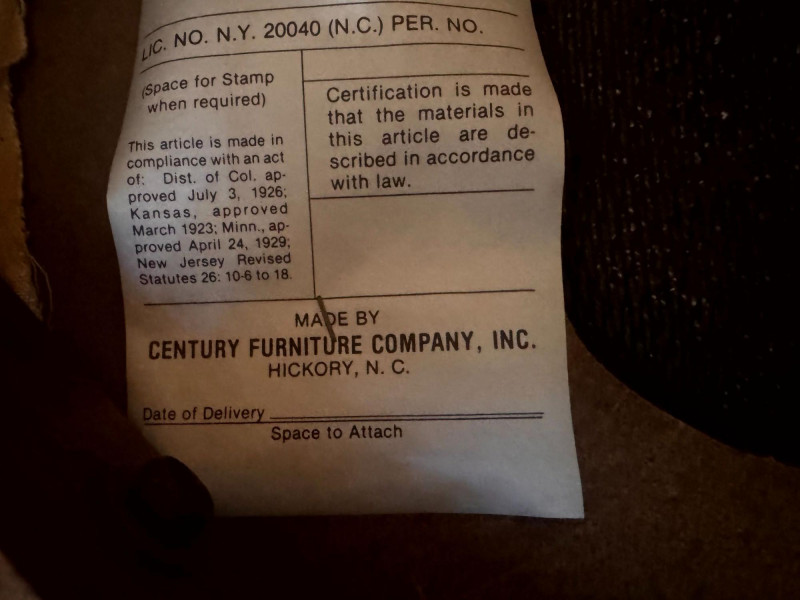 LIC. NO. N.Y. 20040 (N.C.) PER. NO.
(Space for Stamp
when required)
This article is made in
compliance with an act
of: Dist. of Col. ap-
proved July 3, 1926;
Kansas, approved
March 1923; Minn., ap-
proved April 24, 1929;
New Jersey Revised
Statutes 26: 10-6 to 18.
Certification is made
that the materials in
this article are de-
scribed in accordance
with law.
MADE BY
CENTURY FURNITURE COMPANY, INC.
HICKORY, N. C.
Date of Delivery
Space to Attach